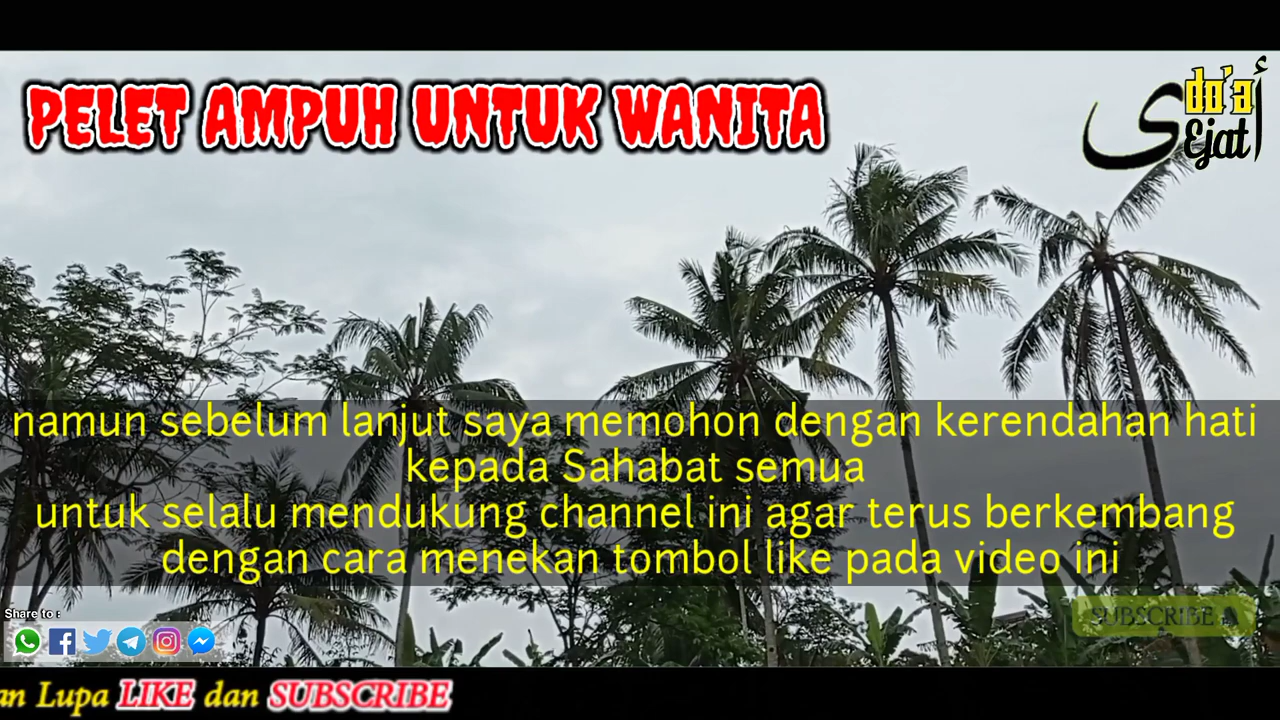 PELET AMPUH UNTUK WANITA
do'a
Ejati
namun sebelum lanjut saya memohon dengan kerendahan hati
kepada Sahabat semua
untuk selalu mendukung channel ini agar terus berkembang
dengan cara menekan tombol like pada video ini
SUBSCRIBE
Share to :
an Lupa LIKE dan SUBSCRIBE